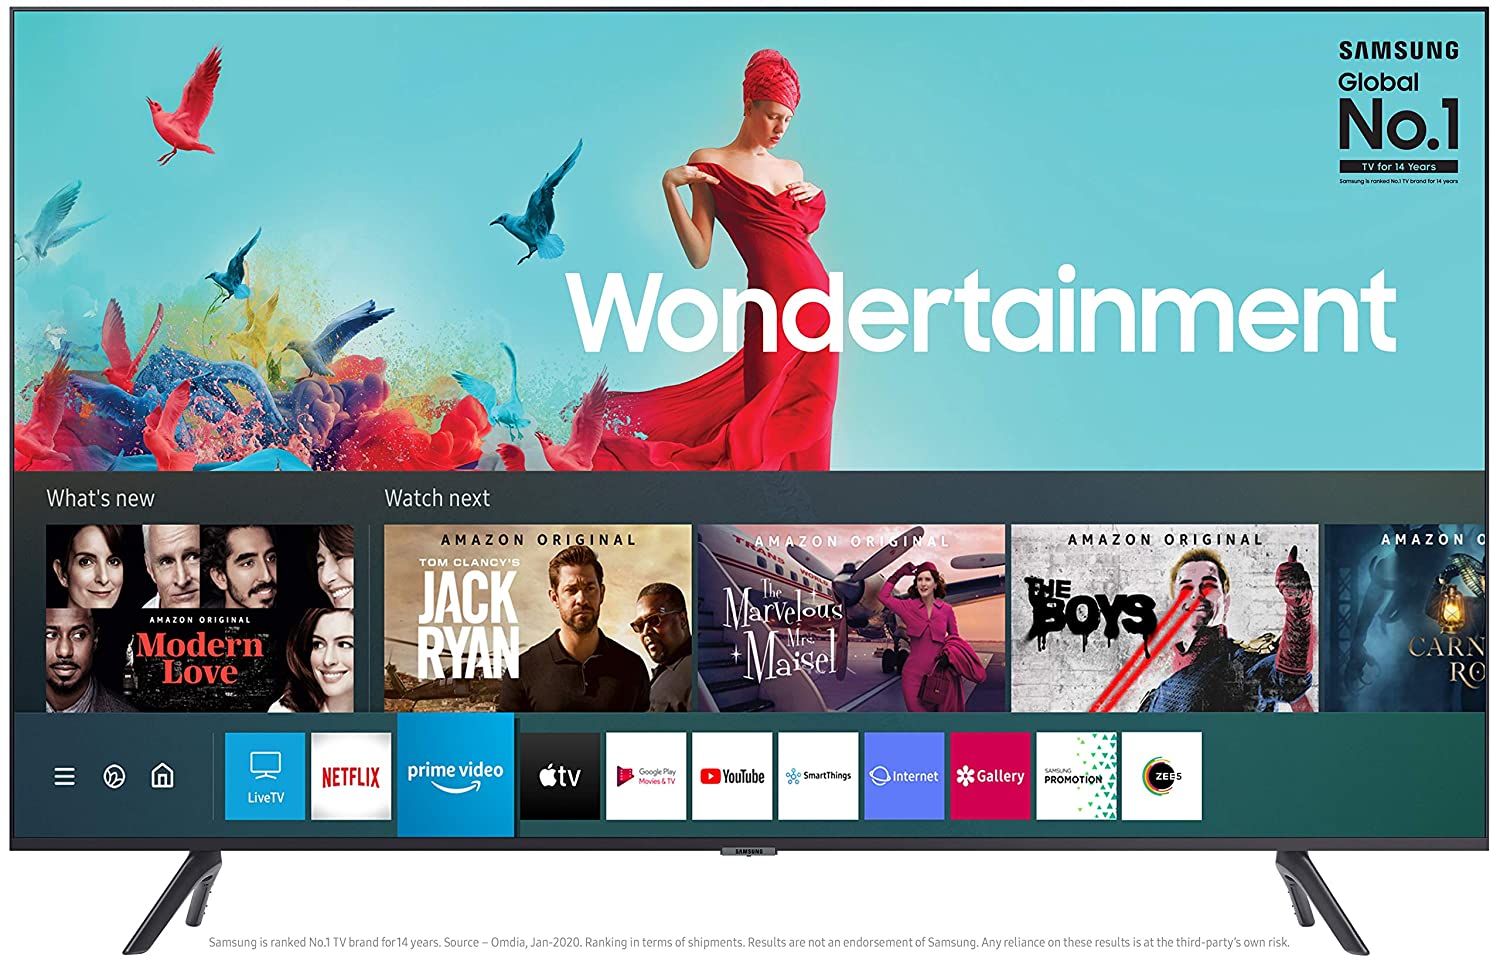 SAMSUNG
Global
No.1
TV for 14 Years
Samsung is ranked No.1 TV brand for 14 years
Wondertainment
What's new
Watch next
AMAZON ORIGINAL
Modern
Love
AMAZON ORIGINAL
TOM CLANCY'S
JACK
RYAN
AMAZON ORIGINAL
TRANS WORLD
The
Marvelous
Mrs.
Maisel
AMAZON ORIGINAL
THE
BOYS
AMAZON O
CARN
RO
LiveTV
NETFLIX
prime video
tv
Google Play
Movies & TV
YouTube
SmartThings
Internet
Gallery
SAMSUNG
PROMOTION
ZEE5
SAMSUNG
Samsung is ranked No.1 TV brand for 14 years. Source – Omdia, Jan-2020. Ranking in terms of shipments. Results are not an endorsement of Samsung. Any reliance on these results is at the third-party's own risk.